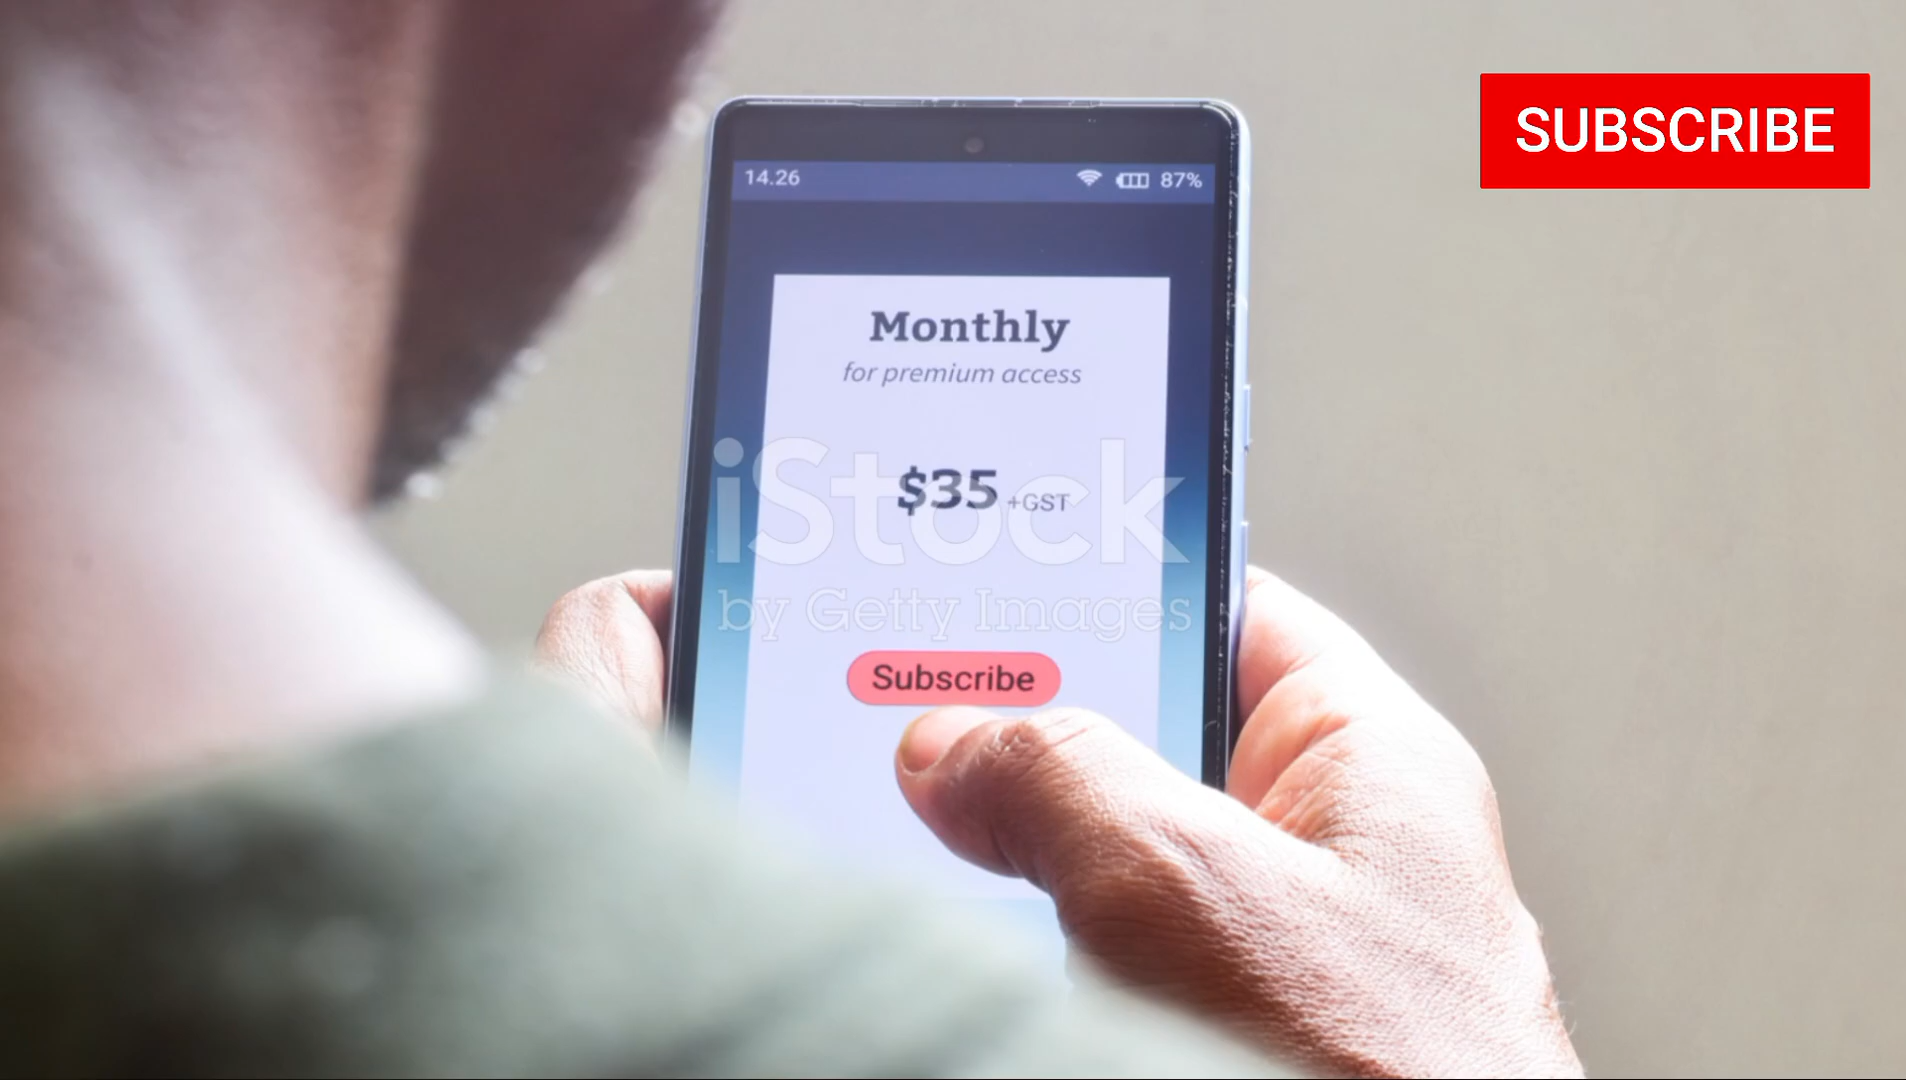 SUBSCRIBE
14.26 87%
Monthly
for premium access
$35 +GST
iStock
by Getty Images
Subscribe